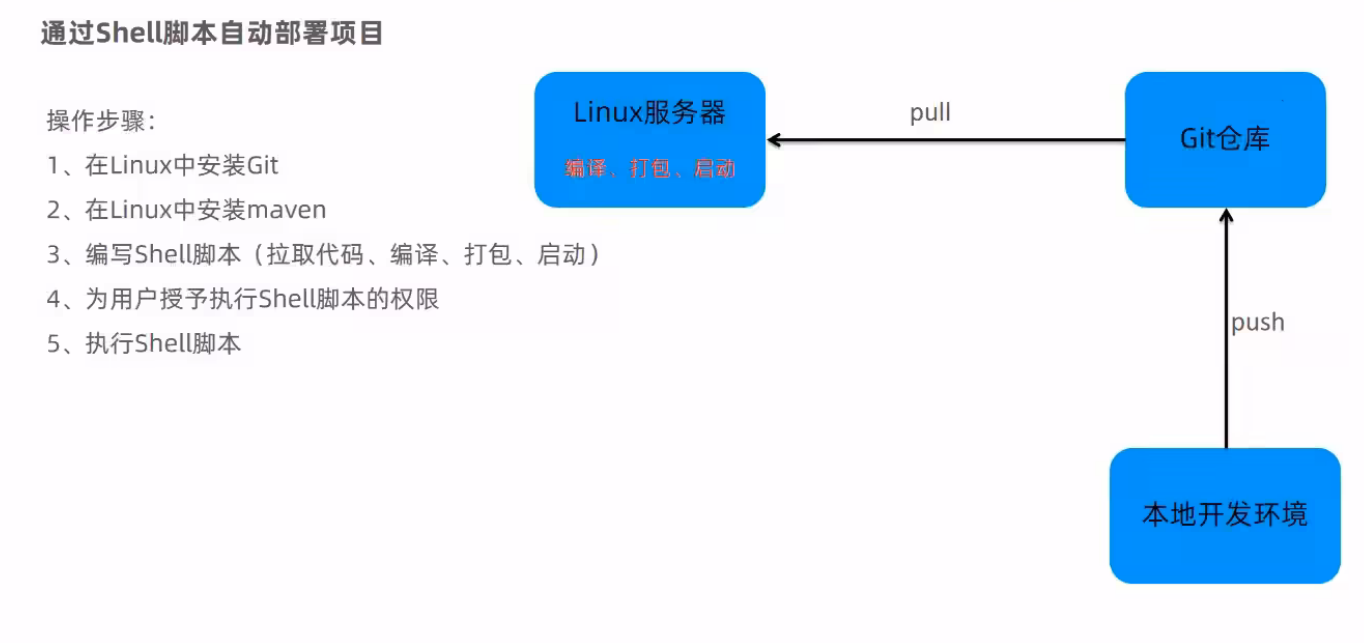 通过Shell脚本自动部署项目
操作步骤：
1、在Linux中安装Git
2、在Linux中安装maven
3、编写Shell脚本（拉取代码、编译、打包、启动）
4、为用户授予执行Shell脚本的权限
5、执行Shell脚本
Linux服务器
编译、打包、启动
pull
Git仓库
push
本地开发环境